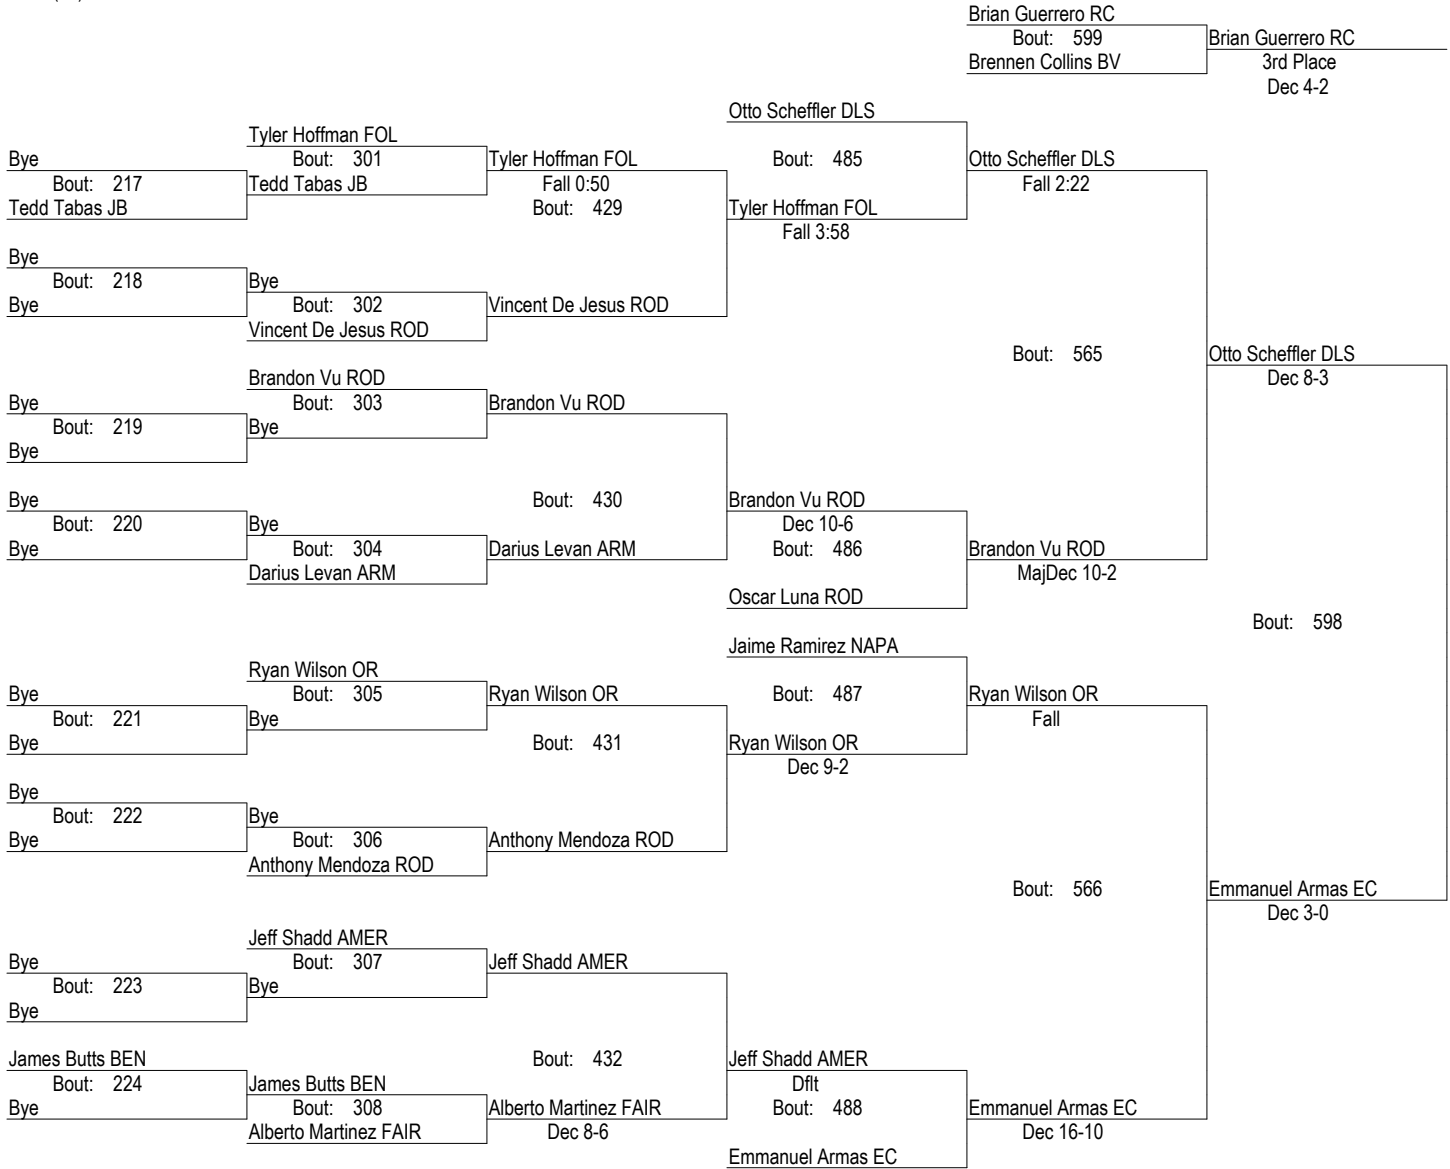 Brian Guerrero RC
Bout: 599
Brian Guerrero RC
Brennen Collins BV
3rd Place
Dec 4-2
Otto Scheffler DLS
Tyler Hoffman FOL
Bye
Bout: 301
Tyler Hoffman FOL
Bout: 485
Otto Scheffler DLS
Bout: 217
Tedd Tabas JB
Fall 0:50
Fall 2:22
Tedd Tabas JB
Bout: 429
Tyler Hoffman FOL
Fall 3:58
Bye
Bout: 218
Bye
Bye
Bout: 302
Vincent De Jesus ROD
Vincent De Jesus ROD
Bout: 565
Otto Scheffler DLS
Brandon Vu ROD
Dec 8-3
Bye
Bout: 303
Brandon Vu ROD
Bout: 219
Bye
Bye
Bye
Bout: 430
Brandon Vu ROD
Bout: 220
Bye
Dec 10-6
Bye
Bout: 304
Darius Levan ARM
Bout: 486
Brandon Vu ROD
Darius Levan ARM
MajDec 10-2
Oscar Luna ROD
Bout: 598
Jaime Ramirez NAPA
Ryan Wilson OR
Bye
Bout: 305
Ryan Wilson OR
Bout: 487
Ryan Wilson OR
Bout: 221
Bye
Fall
Bye
Bout: 431
Ryan Wilson OR
Dec 9-2
Bye
Bout: 222
Bye
Bye
Bout: 306
Anthony Mendoza ROD
Anthony Mendoza ROD
Bout: 566
Emmanuel Armas EC
Dec 3-0
Jeff Shadd AMER
Bye
Bout: 307
Jeff Shadd AMER
Bout: 223
Bye
Bye
James Butts BEN
Bout: 432
Jeff Shadd AMER
Bout: 224
James Butts BEN
Dflt
Bye
Bout: 308
Alberto Martinez FAIR
Bout: 488
Emmanuel Armas EC
Alberto Martinez FAIR
Dec 8-6
Dec 16-10
Emmanuel Armas EC